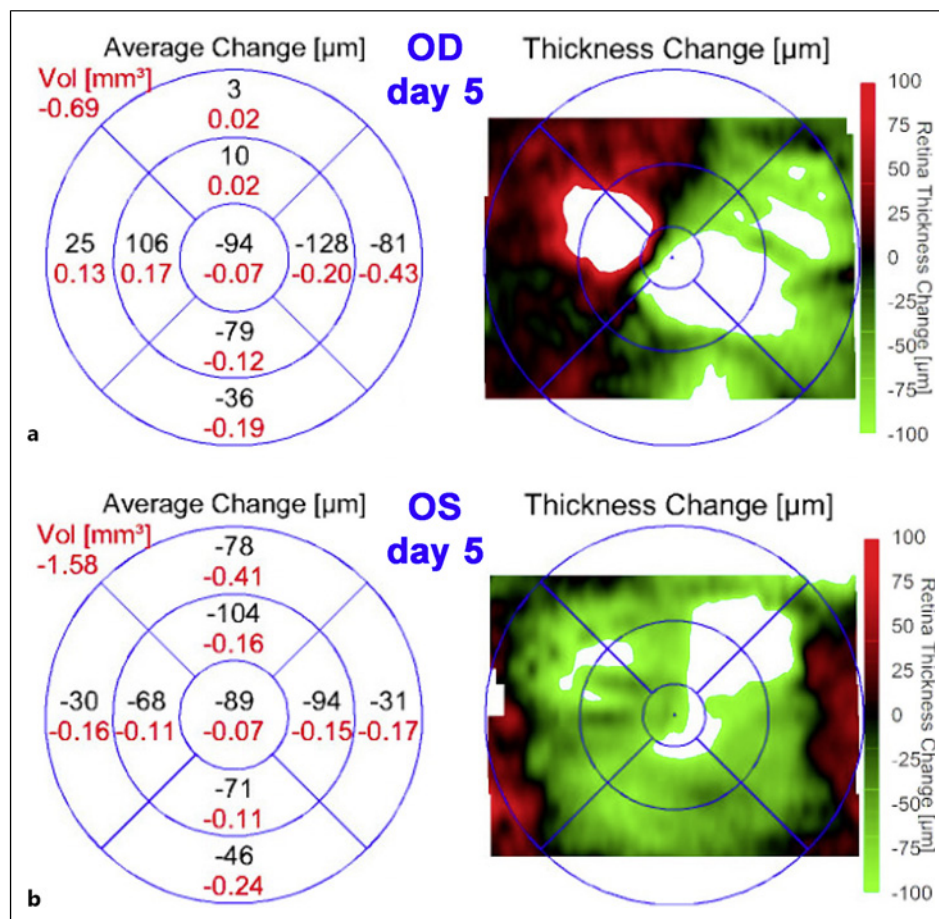 Average Change [µm]
OD
day 5
Thickness Change [µm]
Vol [mm³]
-0.69
3
0.02
10
0.02
25 106 -94 -128 -81
0.13 0.17 -0.07 -0.20 -0.43
-79
-0.12
-36
-0.19
100
75
50
25
0
-25
-50
-75
-100
Retina Thickness Change [µm]
a
Average Change [µm]
OS
day 5
Thickness Change [µm]
Vol [mm³]
-1.58
-78
-0.41
-104
-0.16
-30 -68 -89 -94 -31
-0.16 -0.11 -0.07 -0.15 -0.17
-71
-0.11
-46
-0.24
100
75
50
25
0
-25
-50
-75
-100
Retina Thickness Change [µm]
b